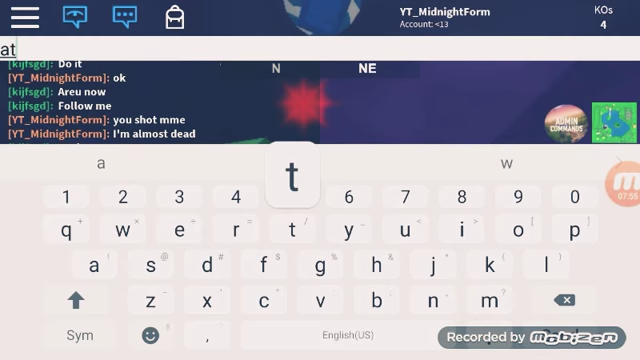 YT_MidnightForm
Account: <13
KOs
4
at
[kijfsgd]: Do it
[YT_MidnightForm]: ok
[kijfsgd]: Areu now
[kijfsgd]: Follow me
[YT_MidnightForm]: you shot mme
[YT_MidnightForm]: I'm almost dead
N NE
ADMIN COMMANDS
a t w
1 2 3 4 6 7 8 9 0
q w e r t y u i o p
a s d f g h j k l
z x c v b n m
Sym , English(US)
07:55
Recorded by mobizen